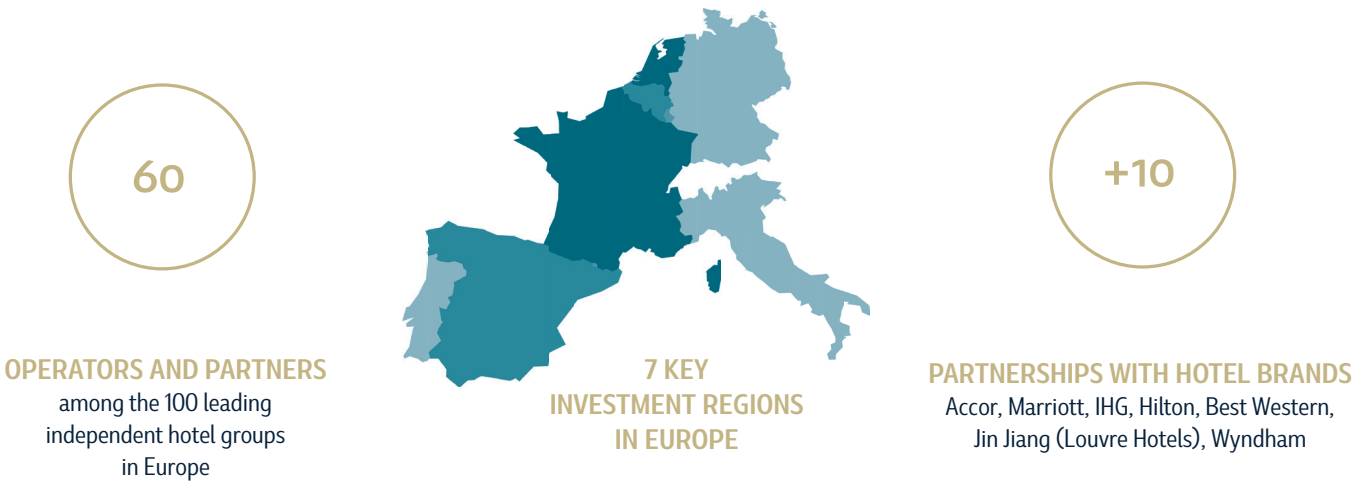 60
OPERATORS AND PARTNERS
among the 100 leading
independent hotel groups
in Europe
7 KEY
INVESTMENT REGIONS
IN EUROPE
+10
PARTNERSHIPS WITH HOTEL BRANDS
Accor, Marriott, IHG, Hilton, Best Western,
Jin Jiang (Louvre Hotels), Wyndham